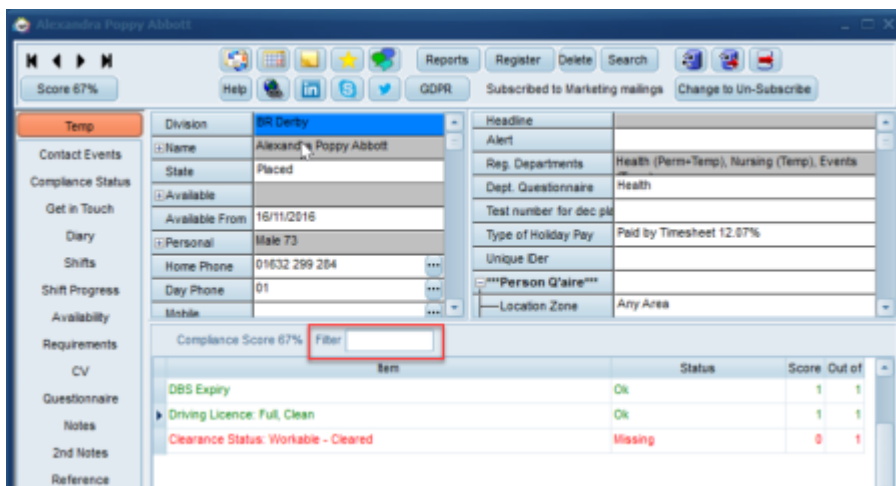 Alexandra Poppy Abbott
Reports Register Delete Search
Score 67% Help GDPR Subscribed to Marketing mailings Change to Un-Subscribe
Temp
Contact Events
Compliance Status
Get in Touch
Diary
Shifts
Shift Progress
Availability
Requirements
CV
Questionnaire
Notes
2nd Notes
Reference
Division BR Derby
Name Alexandra Poppy Abbott
State Placed
Available
Available From 16/11/2016
Personal Male 73
Home Phone 01632 299 284
Day Phone 01
Mobile
Headline
Alert
Reg. Departments Health (Perm+Temp), Nursing (Temp), Events
Dept. Questionnaire Health
Test number for dec pla
Type of Holiday Pay Paid by Timesheet 12.07%
Unique IDer
***Person Q'aire***
Location Zone Any Area
Compliance Score 67% Filter
Item Status Score Out of
DBS Expiry Ok 1 1
Driving Licence: Full, Clean Ok 1 1
Clearance Status: Workable - Cleared Missing 0 1